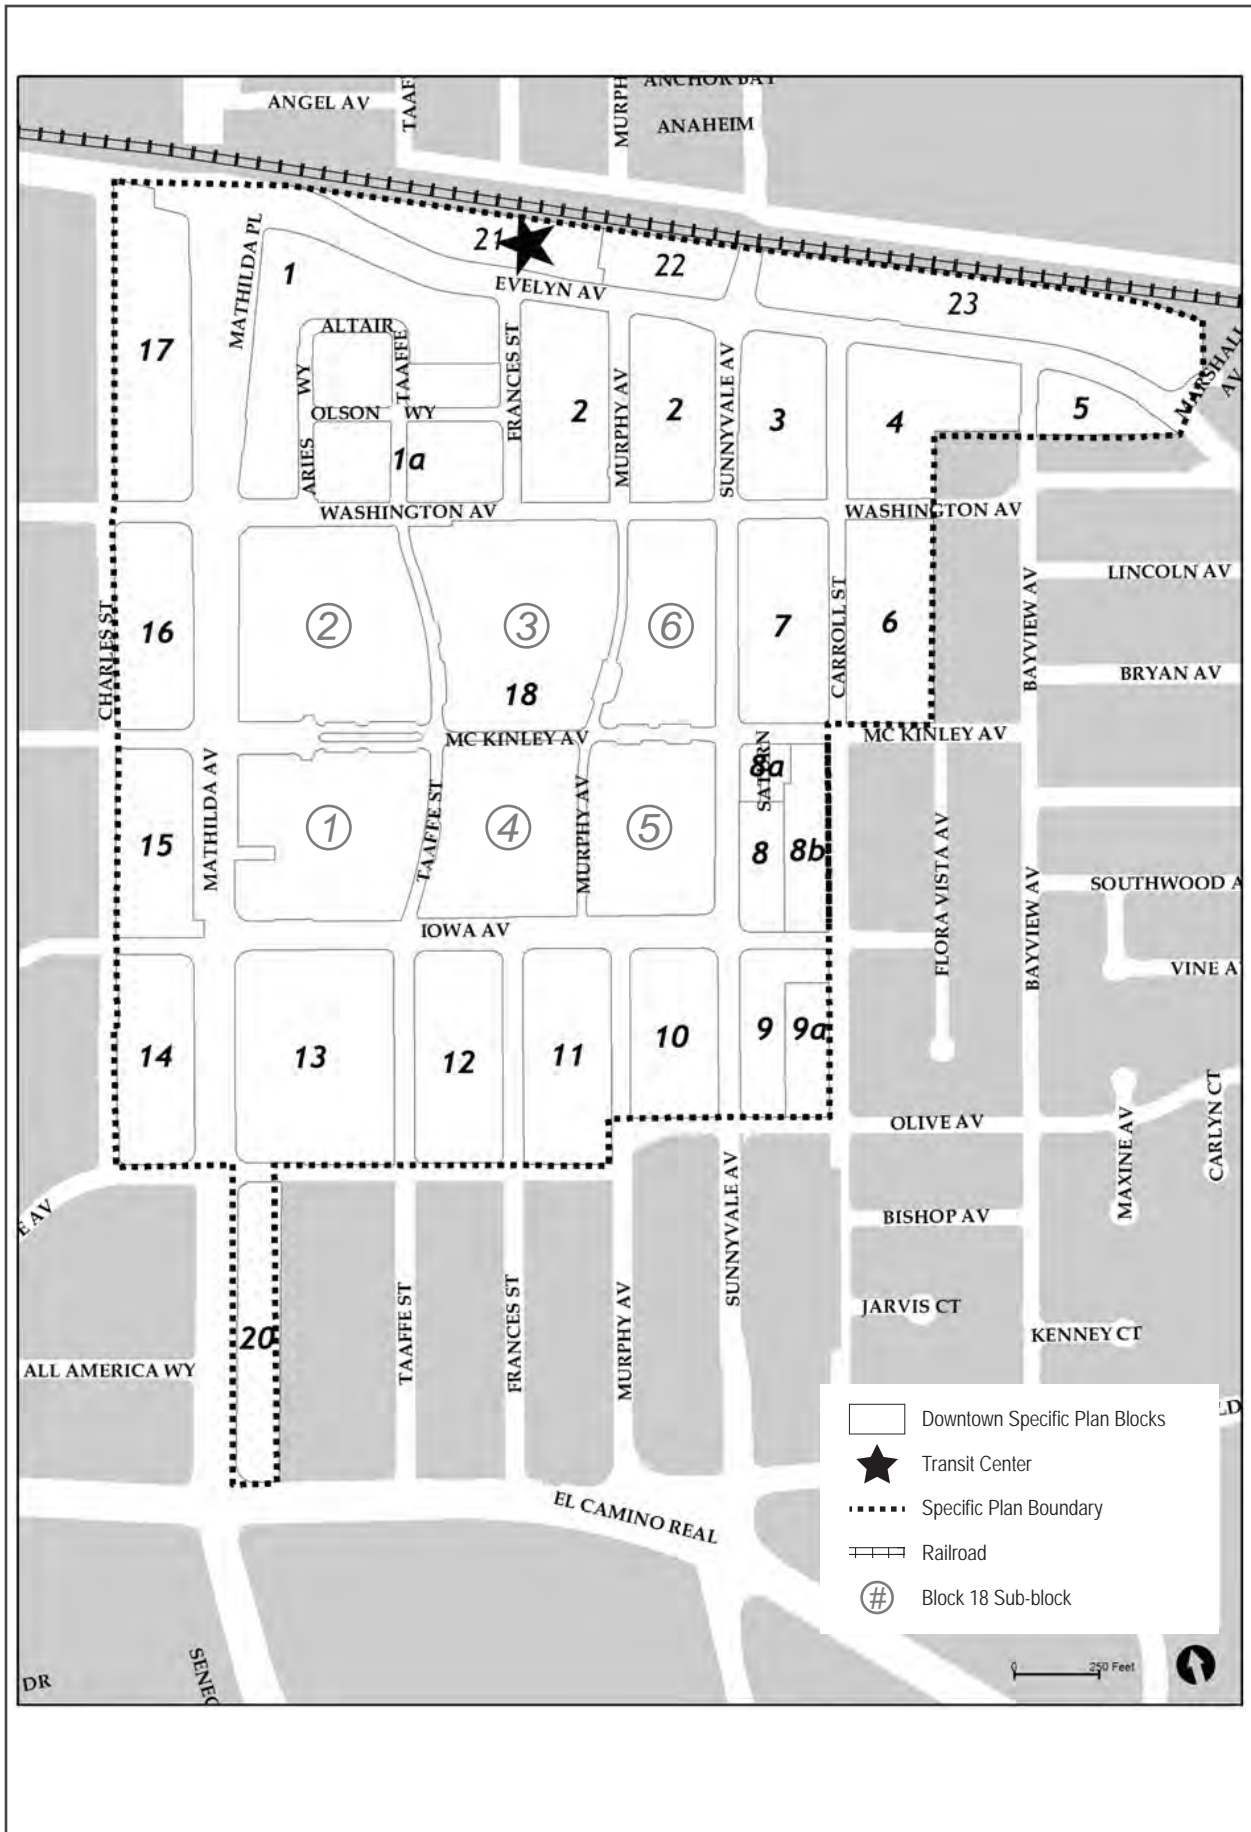 ANCHOR BAY
ANGEL AV
TAAF
MURPH
ANAHEIM
MATHILDA PL
21
22
1
EVELYN AV
23
17
ALTAIR
TAAFFE
FRANCES ST
MURPHY AV
SUNNYVALE AV
MARSHALL AV
ARIES WY
OLSON WY
2
2
3
4
5
1a
WASHINGTON AV
WASHINGTON AV
LINCOLN AV
CHARLES ST
16
2
3
6
7
CARROLL ST
6
BAYVIEW AV
BRYAN AV
18
MC KINLEY AV
MC KINLEY AV
SATURN
8a
MATHILDA AV
15
1
TAAFFE ST
4
MURPHY AV
5
8
8b
FLORA VISTA AV
BAYVIEW AV
SOUTHWOOD A
IOWA AV
VINE A
14
13
12
11
10
9
9a
OLIVE AV
MAXINE AV
CARLYN CT
E AV
SUNNYVALE AV
BISHOP AV
20
TAAFFE ST
FRANCES ST
MURPHY AV
JARVIS CT
KENNEY CT
ALL AMERICA WY
LD
EL CAMINO REAL
Downtown Specific Plan Blocks
Transit Center
Specific Plan Boundary
Railroad
# Block 18 Sub-block
DR
SENEC
0 250 Feet